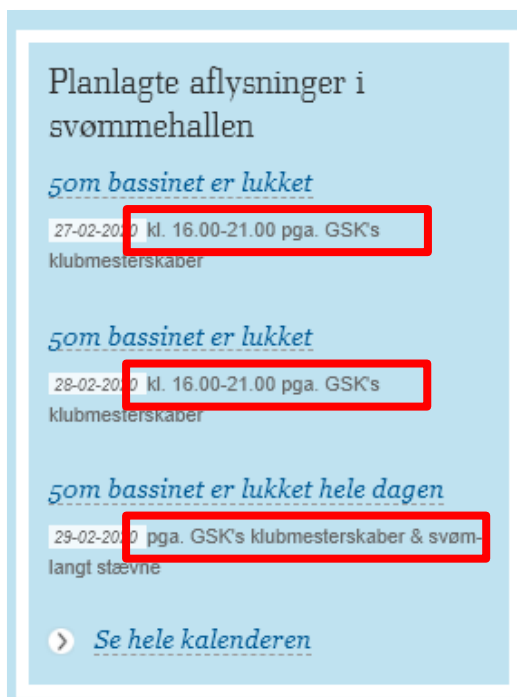 Planlagte aflysninger i
svømmehallen
50m bassinet er lukket
27-02-2020 kl. 16.00-21.00 pga. GSK's
klubmesterskaber
50m bassinet er lukket
28-02-2020 kl. 16.00-21.00 pga. GSK's
klubmesterskaber
50m bassinet er lukket hele dagen
29-02-2020 pga. GSK's klubmesterskaber & svøm-
langt stævne
Se hele kalenderen